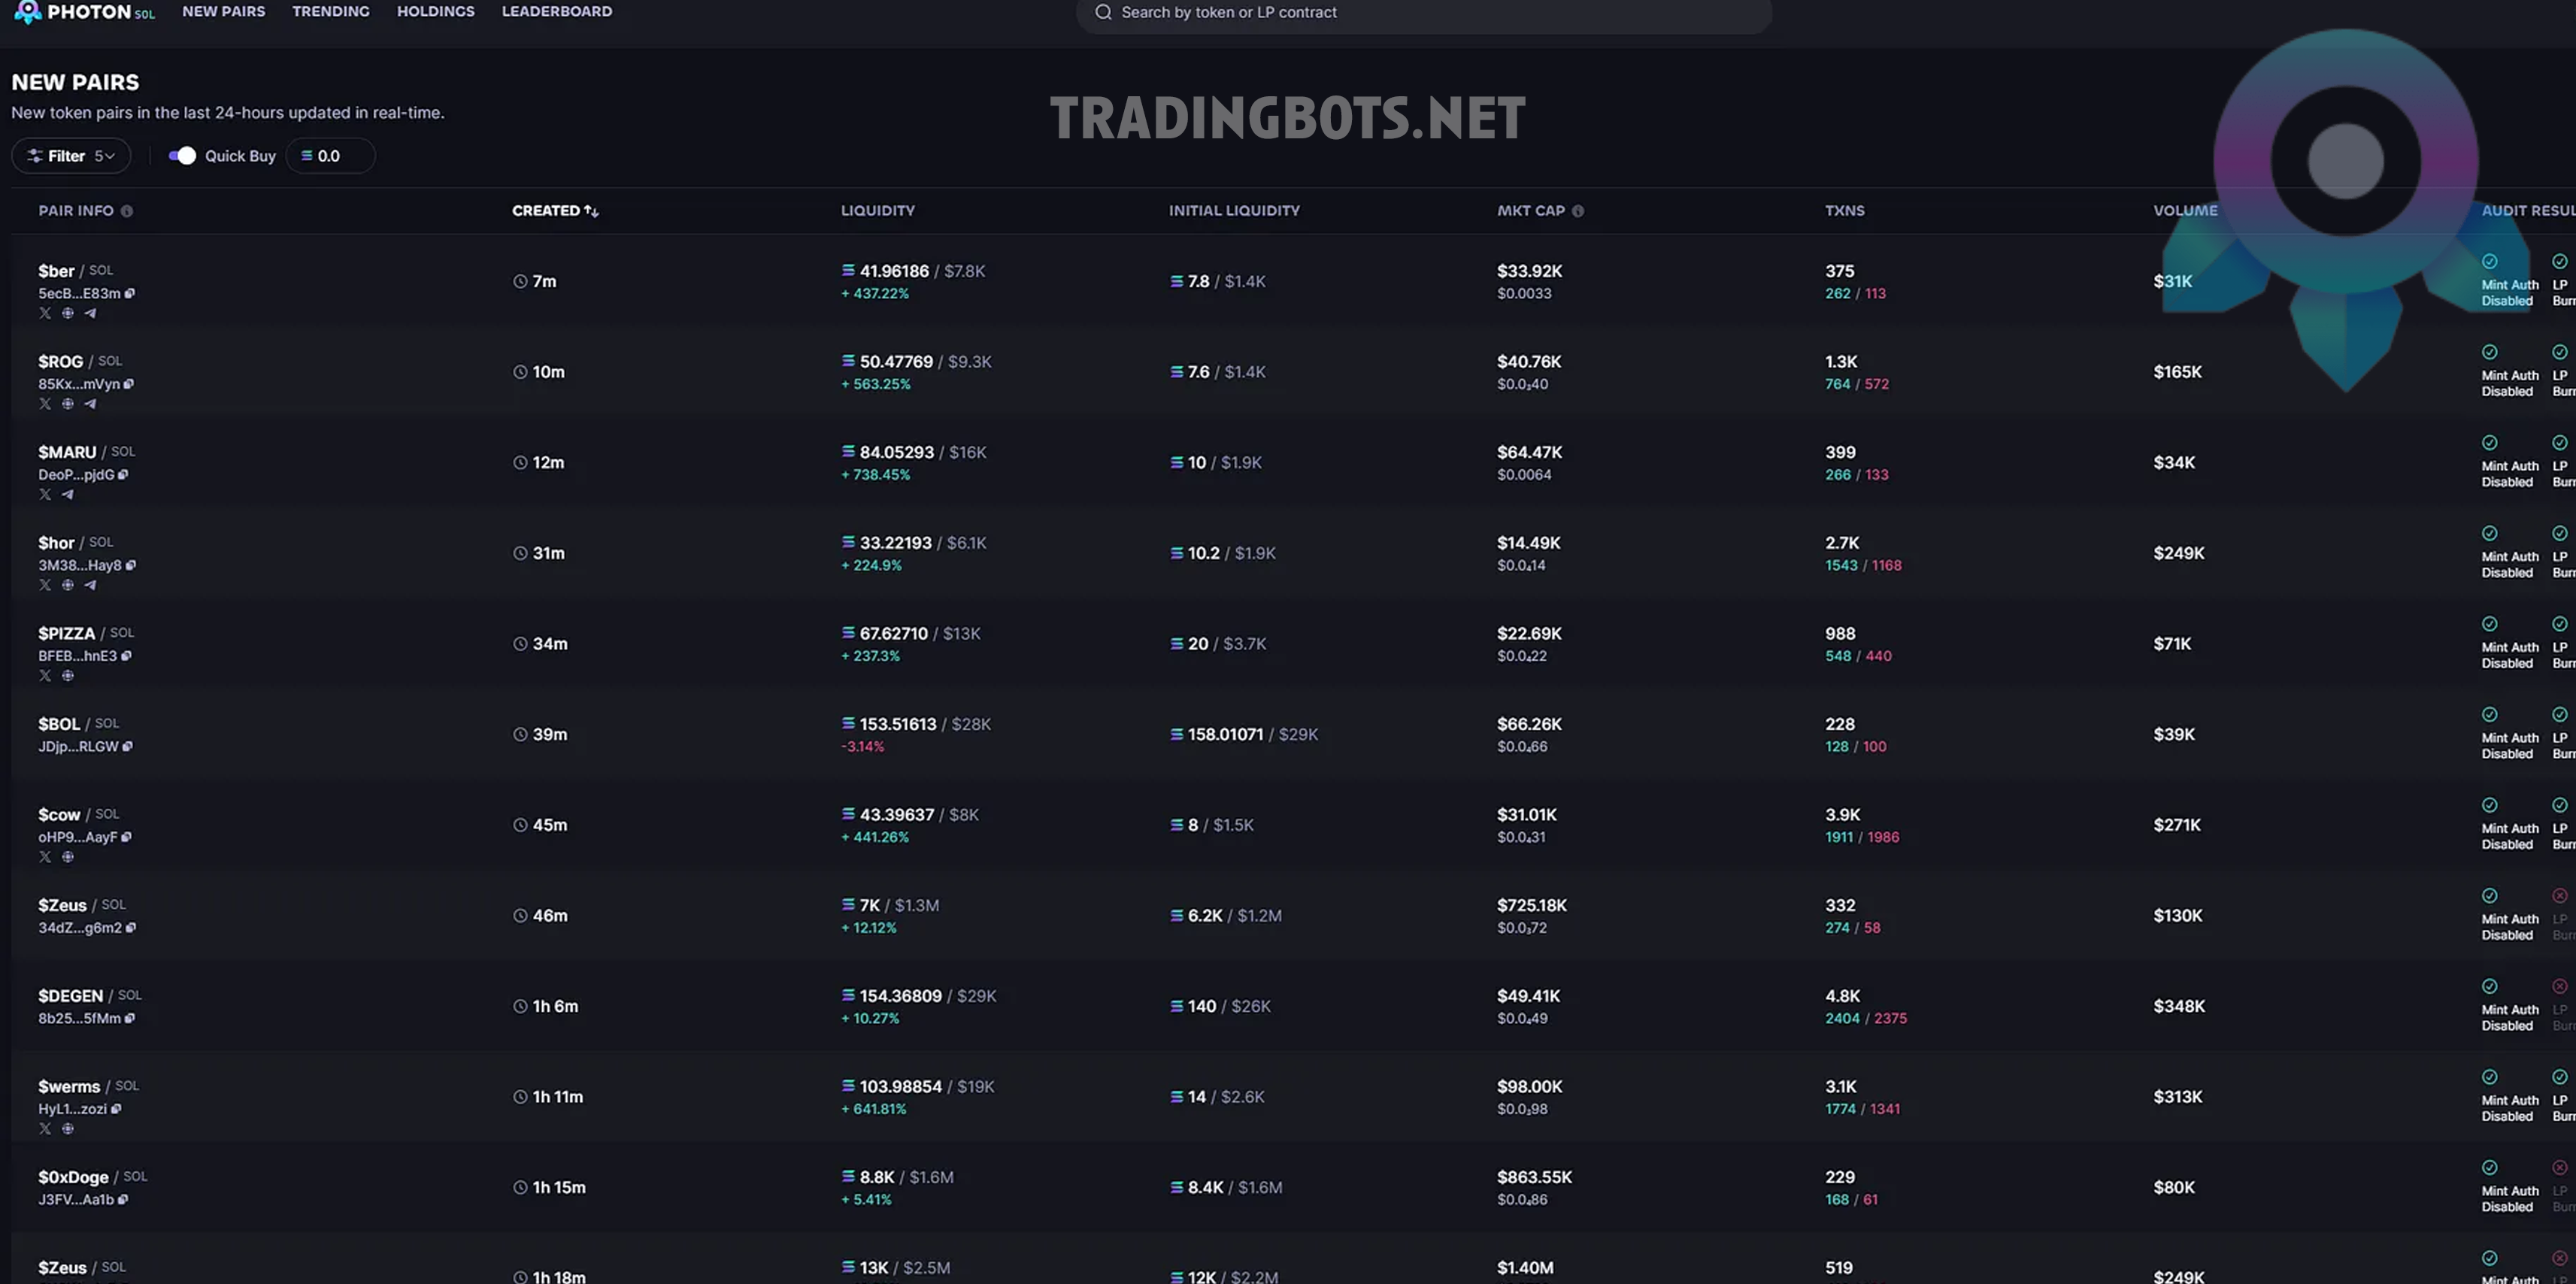 PHOTON SOL NEW PAIRS TRENDING HOLDINGS LEADERBOARD Search by token or LP contract
NEW PAIRS
New token pairs in the last 24-hours updated in real-time.
TRADINGBOTS.NET
Filter 5 Quick Buy 0.0
PAIR INFO CREATED LIQUIDITY INITIAL LIQUIDITY MKT CAP TXNS VOLUME AUDIT RESUL
$ber / SOL 7m 41.96186 / $7.8K 7.8 / $1.4K $33.92K 375 $31K Mint Auth LP
5ecB...E83m + 437.22% $0.0033 262 / 113 Disabled Burn
$ROG / SOL 10m 50.47769 / $9.3K 7.6 / $1.4K $40.76K 1.3K $165K Mint Auth LP
85Kx...mVyn + 563.25% $0.0₃40 764 / 572 Disabled Burn
$MARU / SOL 12m 84.05293 / $16K 10 / $1.9K $64.47K 399 $34K Mint Auth LP
DeoP...pjdG + 738.45% $0.0064 266 / 133 Disabled Burn
$hor / SOL 31m 33.22193 / $6.1K 10.2 / $1.9K $14.49K 2.7K $249K Mint Auth LP
3M38...Hay8 + 224.9% $0.0₄14 1543 / 1168 Disabled Burn
$PIZZA / SOL 34m 67.62710 / $13K 20 / $3.7K $22.69K 988 $71K Mint Auth LP
BFEB...hnE3 + 237.3% $0.0₄22 548 / 440 Disabled Burn
$BOL / SOL 39m 153.51613 / $28K 158.01071 / $29K $66.26K 228 $39K Mint Auth LP
JDjp...RLGW -3.14% $0.0₄66 128 / 100 Disabled Burn
$cow / SOL 45m 43.39637 / $8K 8 / $1.5K $31.01K 3.9K $271K Mint Auth LP
oHP9...AayF + 441.26% $0.0₄31 1911 / 1986 Disabled Burn
$Zeus / SOL 46m 7K / $1.3M 6.2K / $1.2M $725.18K 332 $130K Mint Auth LP
34dZ...g6m2 + 12.12% $0.0₃72 274 / 58 Disabled Burn
$DEGEN / SOL 1h 6m 154.36809 / $29K 140 / $26K $49.41K 4.8K $348K Mint Auth LP
8b25...5fMm + 10.27% $0.0₄49 2404 / 2375 Disabled Burn
$werms / SOL 1h 11m 103.98854 / $19K 14 / $2.6K $98.00K 3.1K $313K Mint Auth LP
HyL1...zozi + 641.81% $0.0₃98 1774 / 1341 Disabled Burn
$0xDoge / SOL 1h 15m 8.8K / $1.6M 8.4K / $1.6M $863.55K 229 $80K Mint Auth LP
J3FV...Aa1b + 5.41% $0.0₄86 168 / 61 Disabled Burn
$Zeus / SOL 1h 18m 13K / $2.5M 12K / $2.2M $1.40M 519 $249K Mint Auth